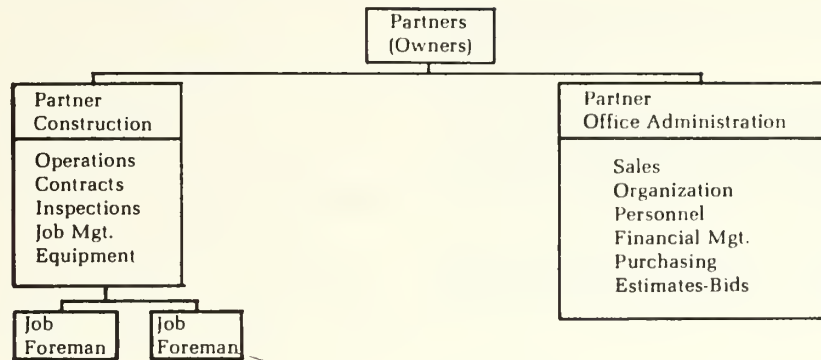 Partners
(Owners)
Partner
Construction
Operations
Contracts
Inspections
Job Mgt.
Equipment
Job
Foreman
Job
Foreman
Partner
Office Administration
Sales
Organization
Personnel
Financial Mgt.
Purchasing
Estimates-Bids